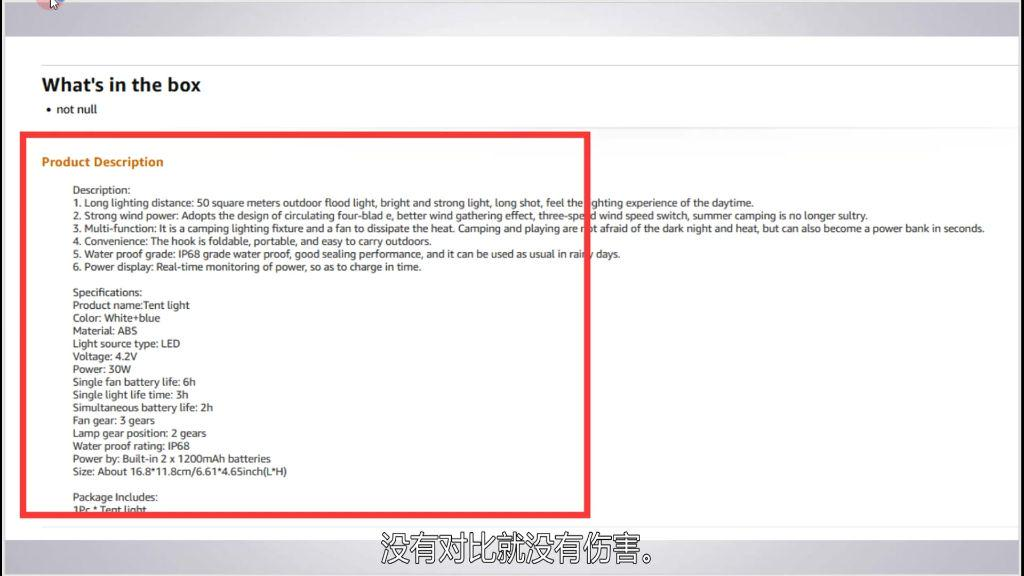 What's in the box
• not null
Product Description
Description:
1. Long lighting distance: 50 square meters outdoor flood light, bright and strong light, long shot, feel the lighting experience of the daytime.
2. Strong wind power: Adopts the design of circulating four-blad e, better wind gathering effect, three-speed wind speed switch, summer camping is no longer sultry.
3. Multi-function: It is a camping lighting fixture and a fan to dissipate the heat. Camping and playing are not afraid of the dark night and heat, but can also become a power bank in seconds.
4. Convenience: The hook is foldable, portable, and easy to carry outdoors.
5. Water proof grade: IP68 grade water proof, good sealing performance, and it can be used as usual in rainy days.
6. Power display: Real-time monitoring of power, so as to charge in time.
Specifications:
Product name:Tent light
Color: White+blue
Material: ABS
Light source type: LED
Voltage: 4.2V
Power: 30W
Single fan battery life: 6h
Single light life time: 3h
Simultaneous battery life: 2h
Fan gear: 3 gears
Lamp gear position: 2 gears
Water proof rating: IP68
Power by: Built-in 2 x 1200mAh batteries
Size: About 16.8*11.8cm/6.61*4.65inch(L*H)
Package Includes:
1Pc * Tent light
没有对比就没有伤害。